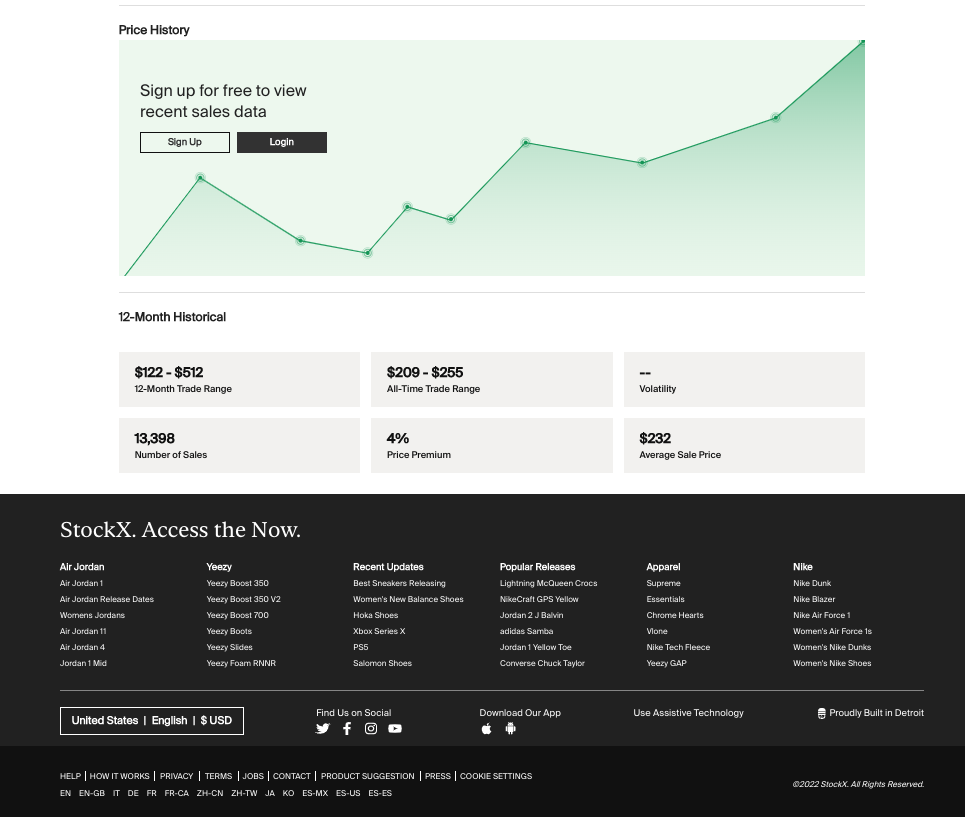 Price History
Sign up for free to view
recent sales data
Sign Up Login
12-Month Historical
$122 - $512 $209 - $255 --
12-Month Trade Range All-Time Trade Range Volatility
13,398 4% $232
Number of Sales Price Premium Average Sale Price
StockX. Access the Now.
Air Jordan Yeezy Recent Updates Popular Releases Apparel Nike
Air Jordan 1 Yeezy Boost 350 Best Sneakers Releasing Lightning McQueen Crocs Supreme Nike Dunk
Air Jordan Release Dates Yeezy Boost 350 V2 Women's New Balance Shoes NikeCraft GPS Yellow Essentials Nike Blazer
Womens Jordans Yeezy Boost 700 Hoka Shoes Jordan 2 J Balvin Chrome Hearts Nike Air Force 1
Air Jordan 11 Yeezy Boots Xbox Series X adidas Samba Vlone Women's Air Force 1s
Air Jordan 4 Yeezy Slides PS5 Jordan 1 Yellow Toe Nike Tech Fleece Women's Nike Dunks
Jordan 1 Mid Yeezy Foam RNNR Salomon Shoes Converse Chuck Taylor Yeezy GAP Women's Nike Shoes
United States | English | $ USD Find Us on Social Download Our App Use Assistive Technology Proudly Built in Detroit
HELP | HOW IT WORKS | PRIVACY | TERMS | JOBS | CONTACT | PRODUCT SUGGESTION | PRESS | COOKIE SETTINGS
EN EN-GB IT DE FR FR-CA ZH-CN ZH-TW JA KO ES-MX ES-US ES-ES
©2022 StockX. All Rights Reserved.